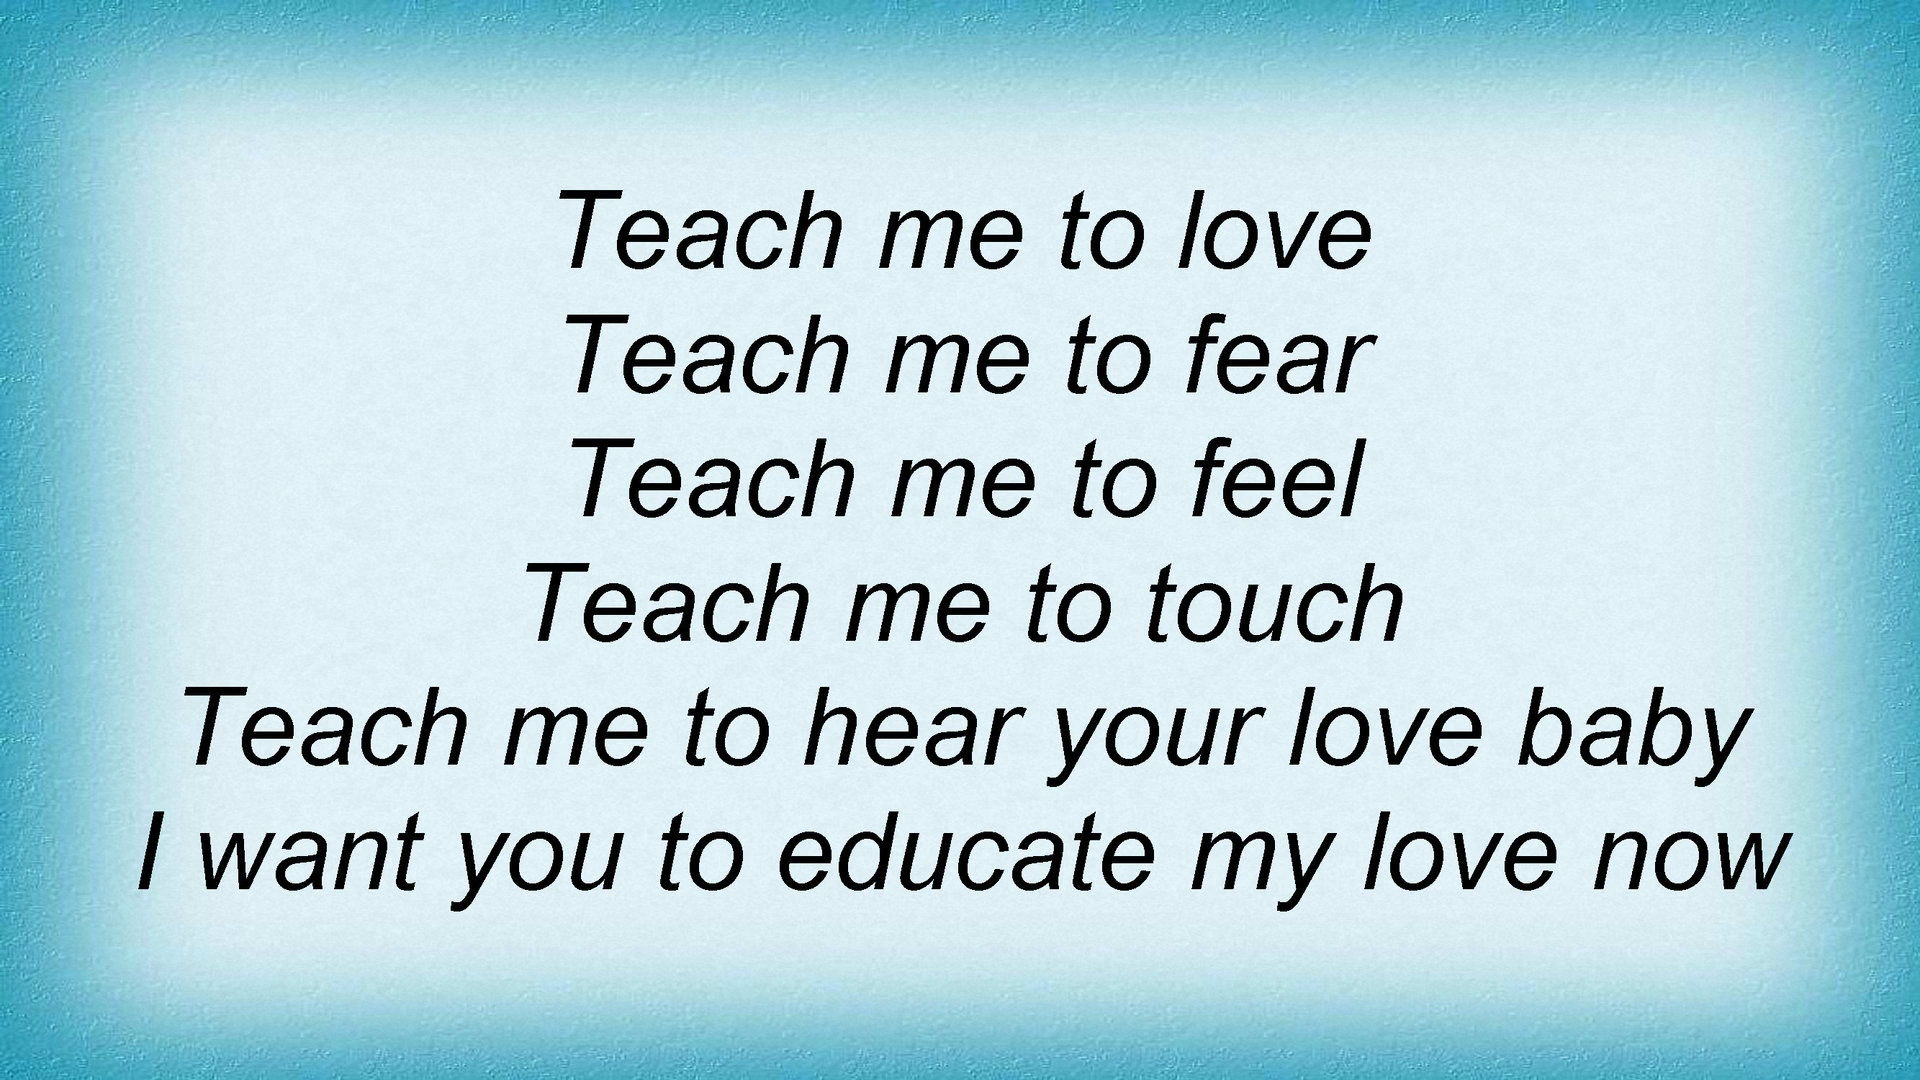 Teach me to love
Teach me to fear
Teach me to feel
Teach me to touch
Teach me to hear your love baby
I want you to educate my love now